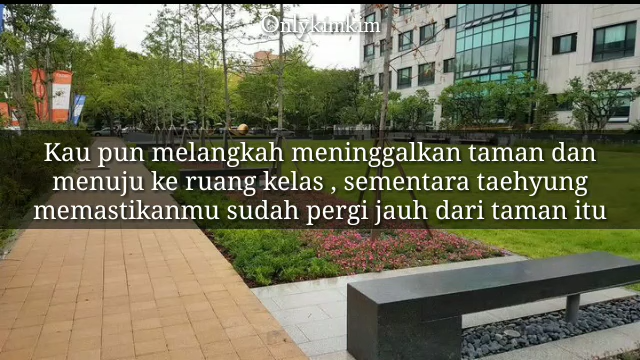 Onlykimkim
Kau pun melangkah meninggalkan taman dan
menuju ke ruang kelas , sementara taehyung
memastikanmu sudah pergi jauh dari taman itu